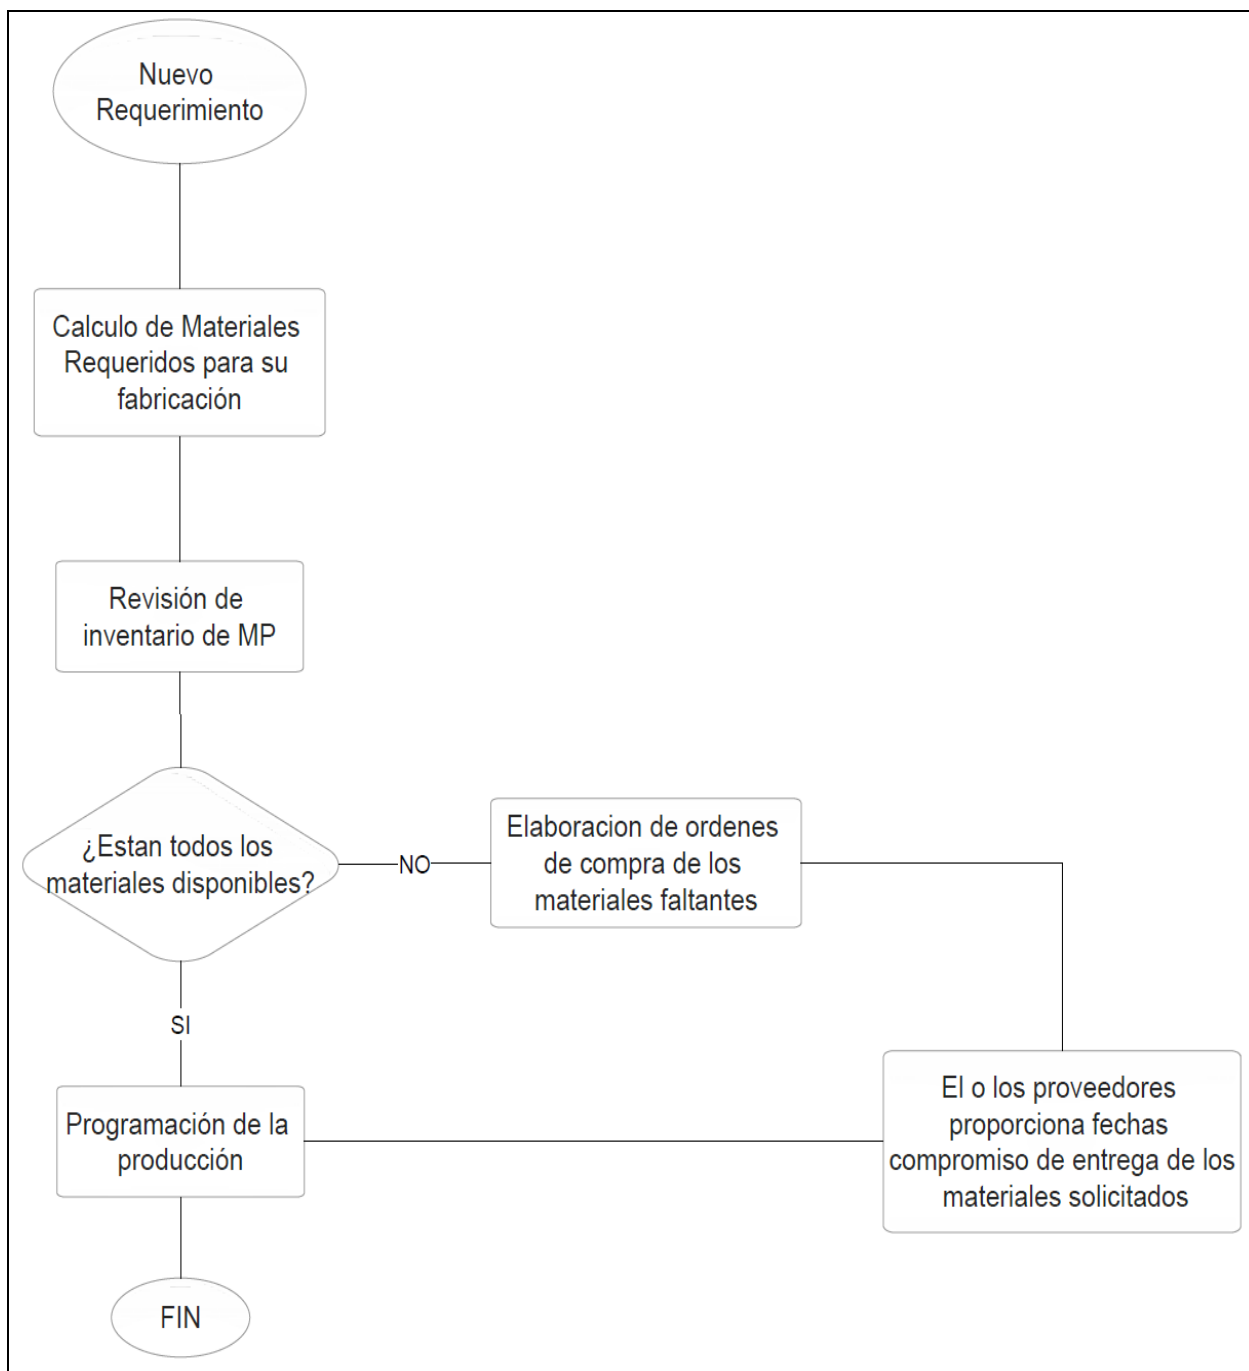 Nuevo
Requerimiento
Calculo de Materiales
Requeridos para su
fabricación
Revisión de
inventario de MP
¿Estan todos los
materiales disponibles?
NO
Elaboracion de ordenes
de compra de los
materiales faltantes
SI
El o los proveedores
proporciona fechas
compromiso de entrega de los
materiales solicitados
Programación de la
producción
FIN